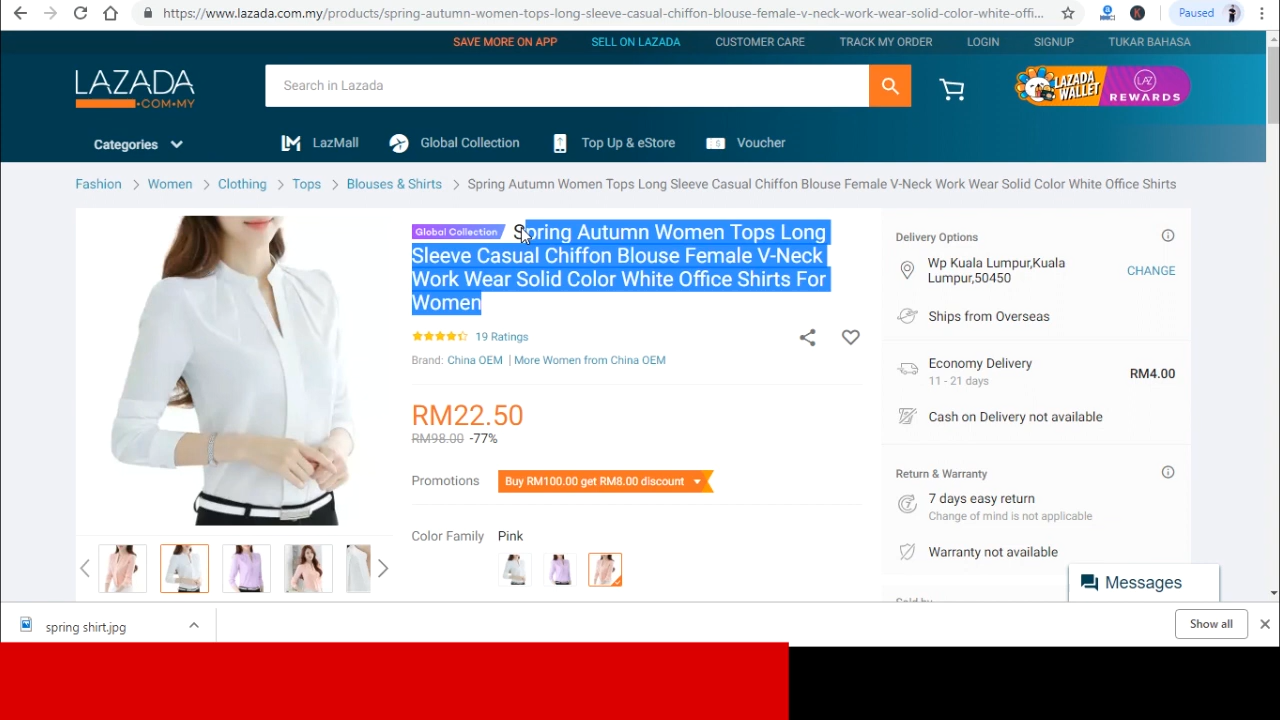 https://www.lazada.com.my/products/spring-autumn-women-tops-long-sleeve-casual-chiffon-blouse-female-v-neck-work-wear-solid-color-white-offi...
Paused
SAVE MORE ON APP SELL ON LAZADA CUSTOMER CARE TRACK MY ORDER LOGIN SIGNUP TUKAR BAHASA
LAZADA
.COM.MY
Search in Lazada
LAZADA WALLET
LAZ
REWARDS
Categories LazMall Global Collection Top Up & eStore Voucher
Fashion > Women > Clothing > Tops > Blouses & Shirts > Spring Autumn Women Tops Long Sleeve Casual Chiffon Blouse Female V-Neck Work Wear Solid Color White Office Shirts
Global Collection Spring Autumn Women Tops Long
Sleeve Casual Chiffon Blouse Female V-Neck
Work Wear Solid Color White Office Shirts For
Women
19 Ratings
Brand: China OEM | More Women from China OEM
RM22.50
RM98.00 -77%
Promotions Buy RM100.00 get RM8.00 discount
Color Family Pink
Delivery Options
Wp Kuala Lumpur,Kuala
Lumpur,50450
CHANGE
Ships from Overseas
Economy Delivery
11 - 21 days
RM4.00
Cash on Delivery not available
Return & Warranty
7 days easy return
Change of mind is not applicable
Warranty not available
Sold by
Messages
spring shirt.jpg
Show all